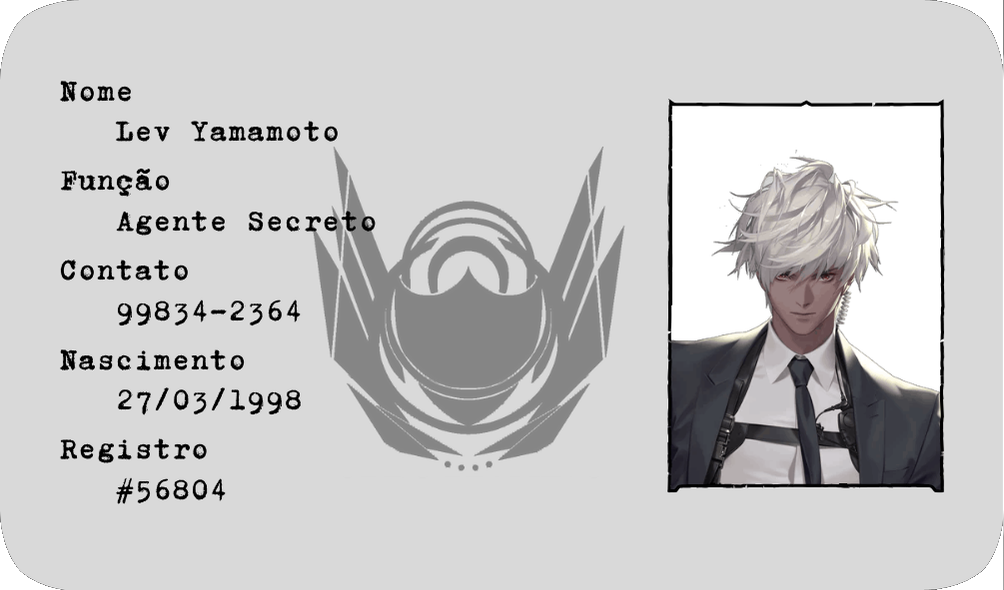 Nome
Lev Yamamoto
Função
Agente Secreto
Contato
99834-2364
Nascimento
27/03/1998
Registro
#56804